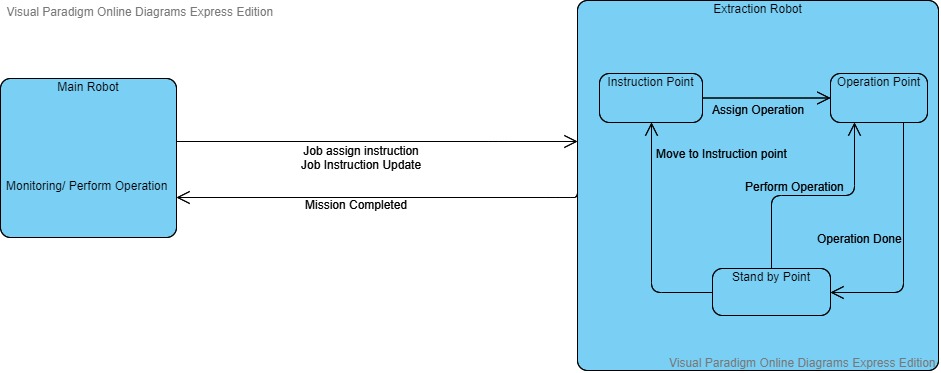 Visual Paradigm Online Diagrams Express Edition
Extraction Robot
Main Robot
Instruction Point
Operation Point
Assign Operation
Job assign instruction
Job Instruction Update
Move to Instruction point
Monitoring/ Perform Operation
Perform Operation
Mission Completed
Operation Done
Stand by Point
Visual Paradigm Online Diagrams Express Edition